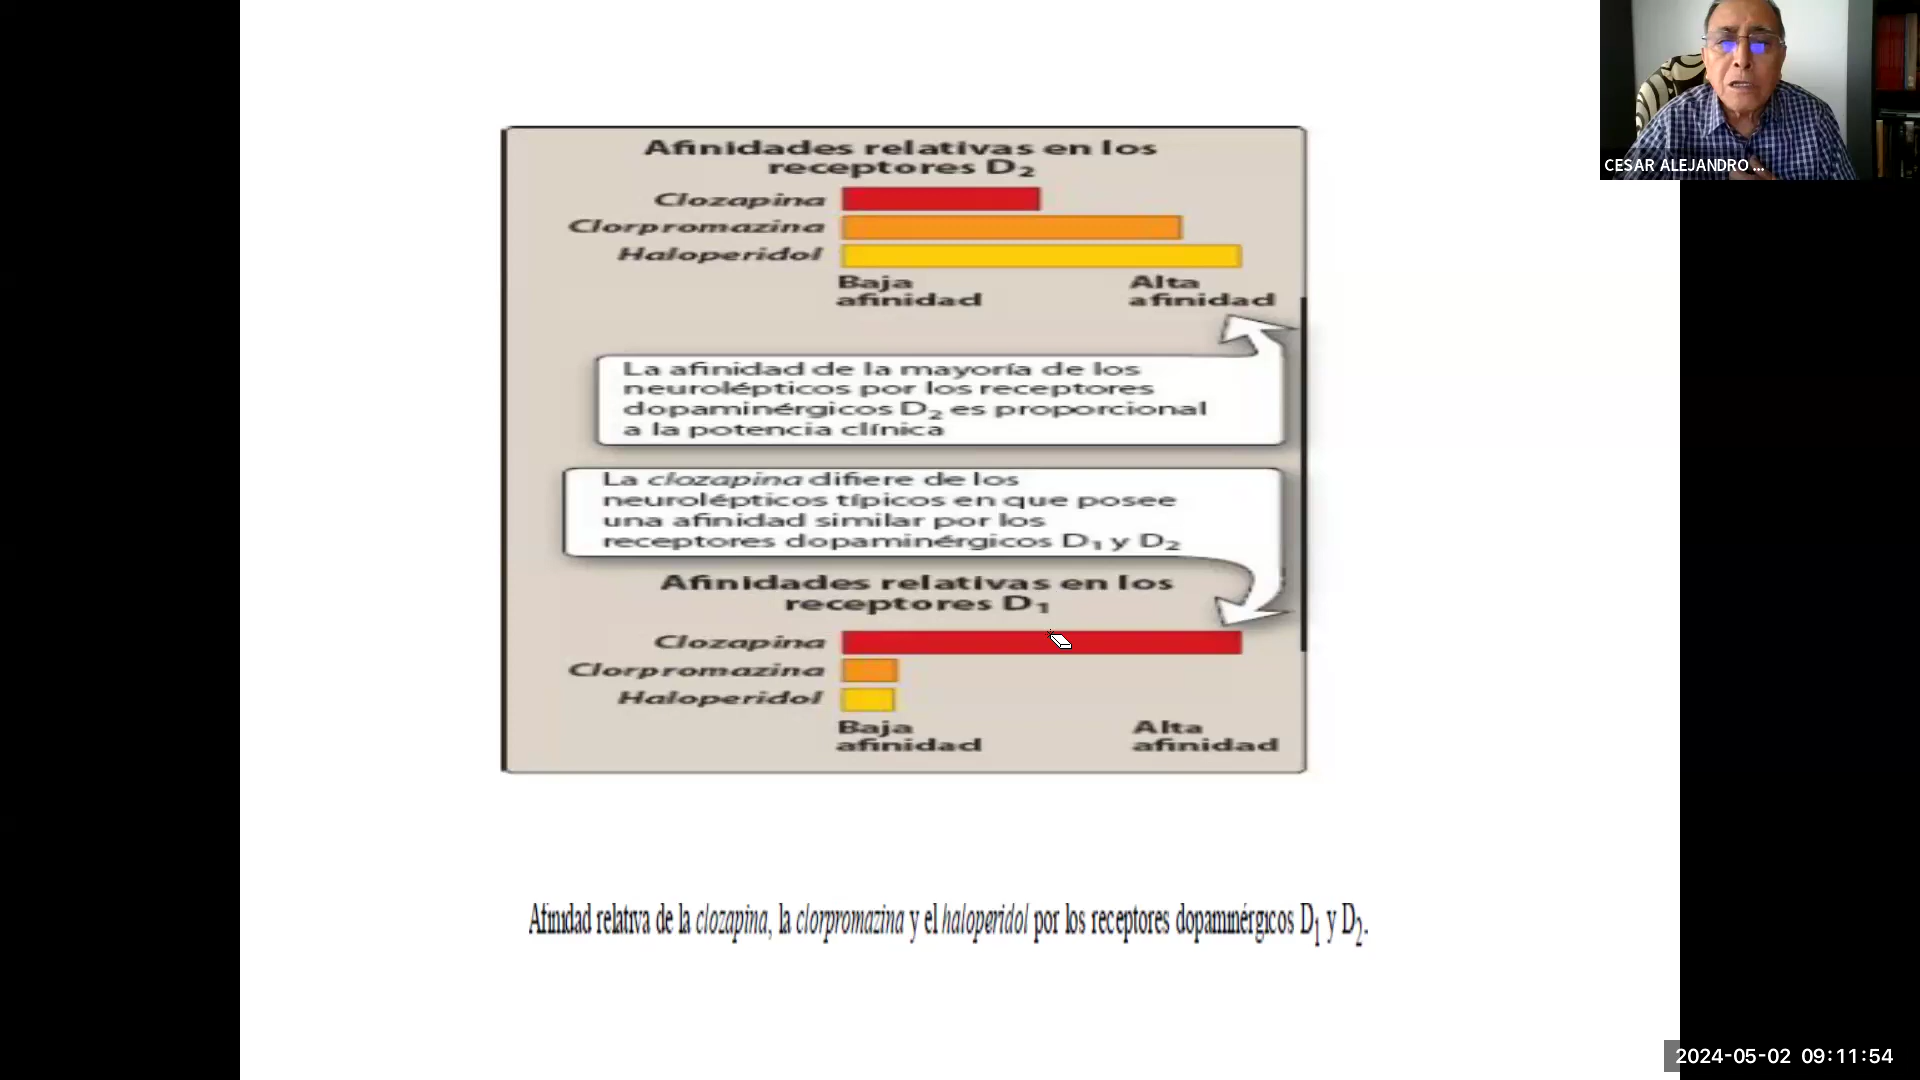 CESAR ALEJANDRO ...
Afinidades relativas en los
receptores D₂
Clozapina
Clorpromazina
Haloperidol
Baja
afinidad
Alta
afinidad
La afinidad de la mayoría de los
neurolépticos por los receptores
dopaminérgicos D₂ es proporcional
a la potencia clínica
La clozapina difiere de los
neurolépticos típicos en que posee
una afinidad similar por los
receptores dopaminérgicos D₁ y D₂
Afinidades relativas en los
receptores D₁
Clozapina
Clorpromazina
Haloperidol
Baja
afinidad
Alta
afinidad
Afinidad relativa de la clozapina, la clorpromazina y el haloperidol por los receptores dopaminérgicos D₁ y D₂.
2024-05-02 09:11:54